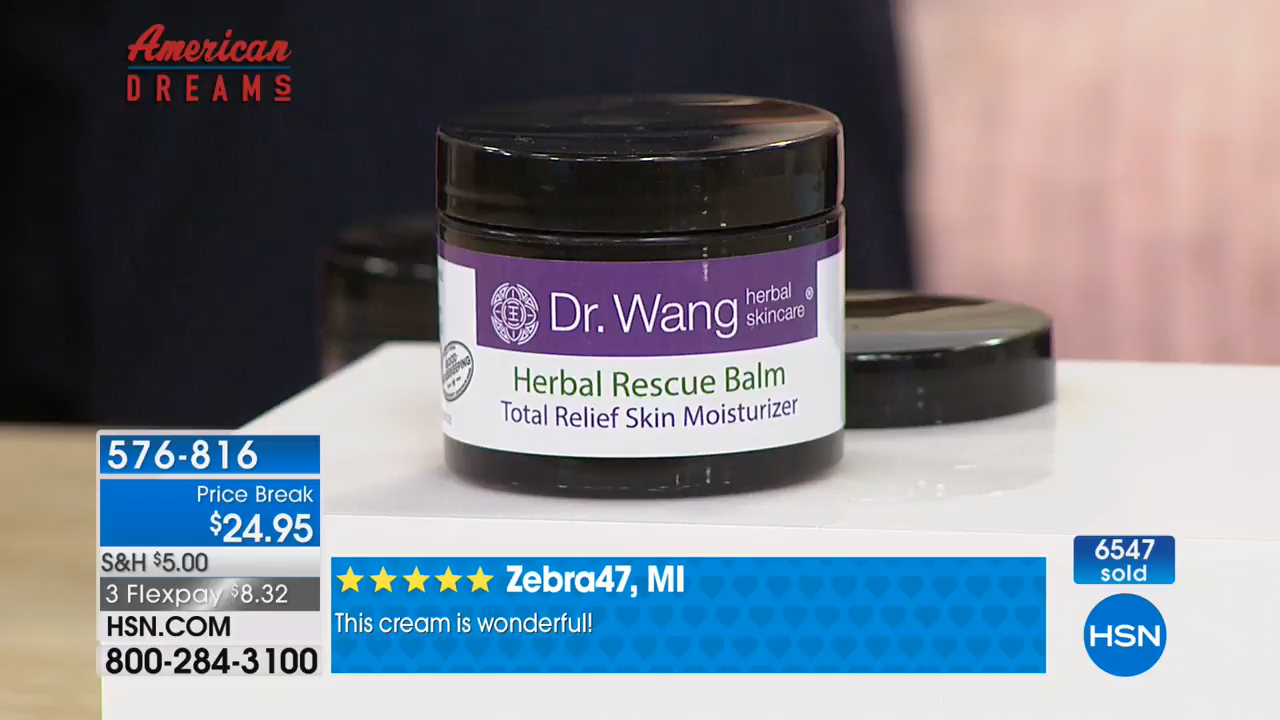 American
DREAMS
Dr. Wang herbal skincare®
Herbal Rescue Balm
Total Relief Skin Moisturizer
576-816
Price Break
$24.95
S&H $5.00
3 Flexpay $8.32
HSN.COM
800-284-3100
Zebra47, MI
This cream is wonderful!
6547
sold
HSN